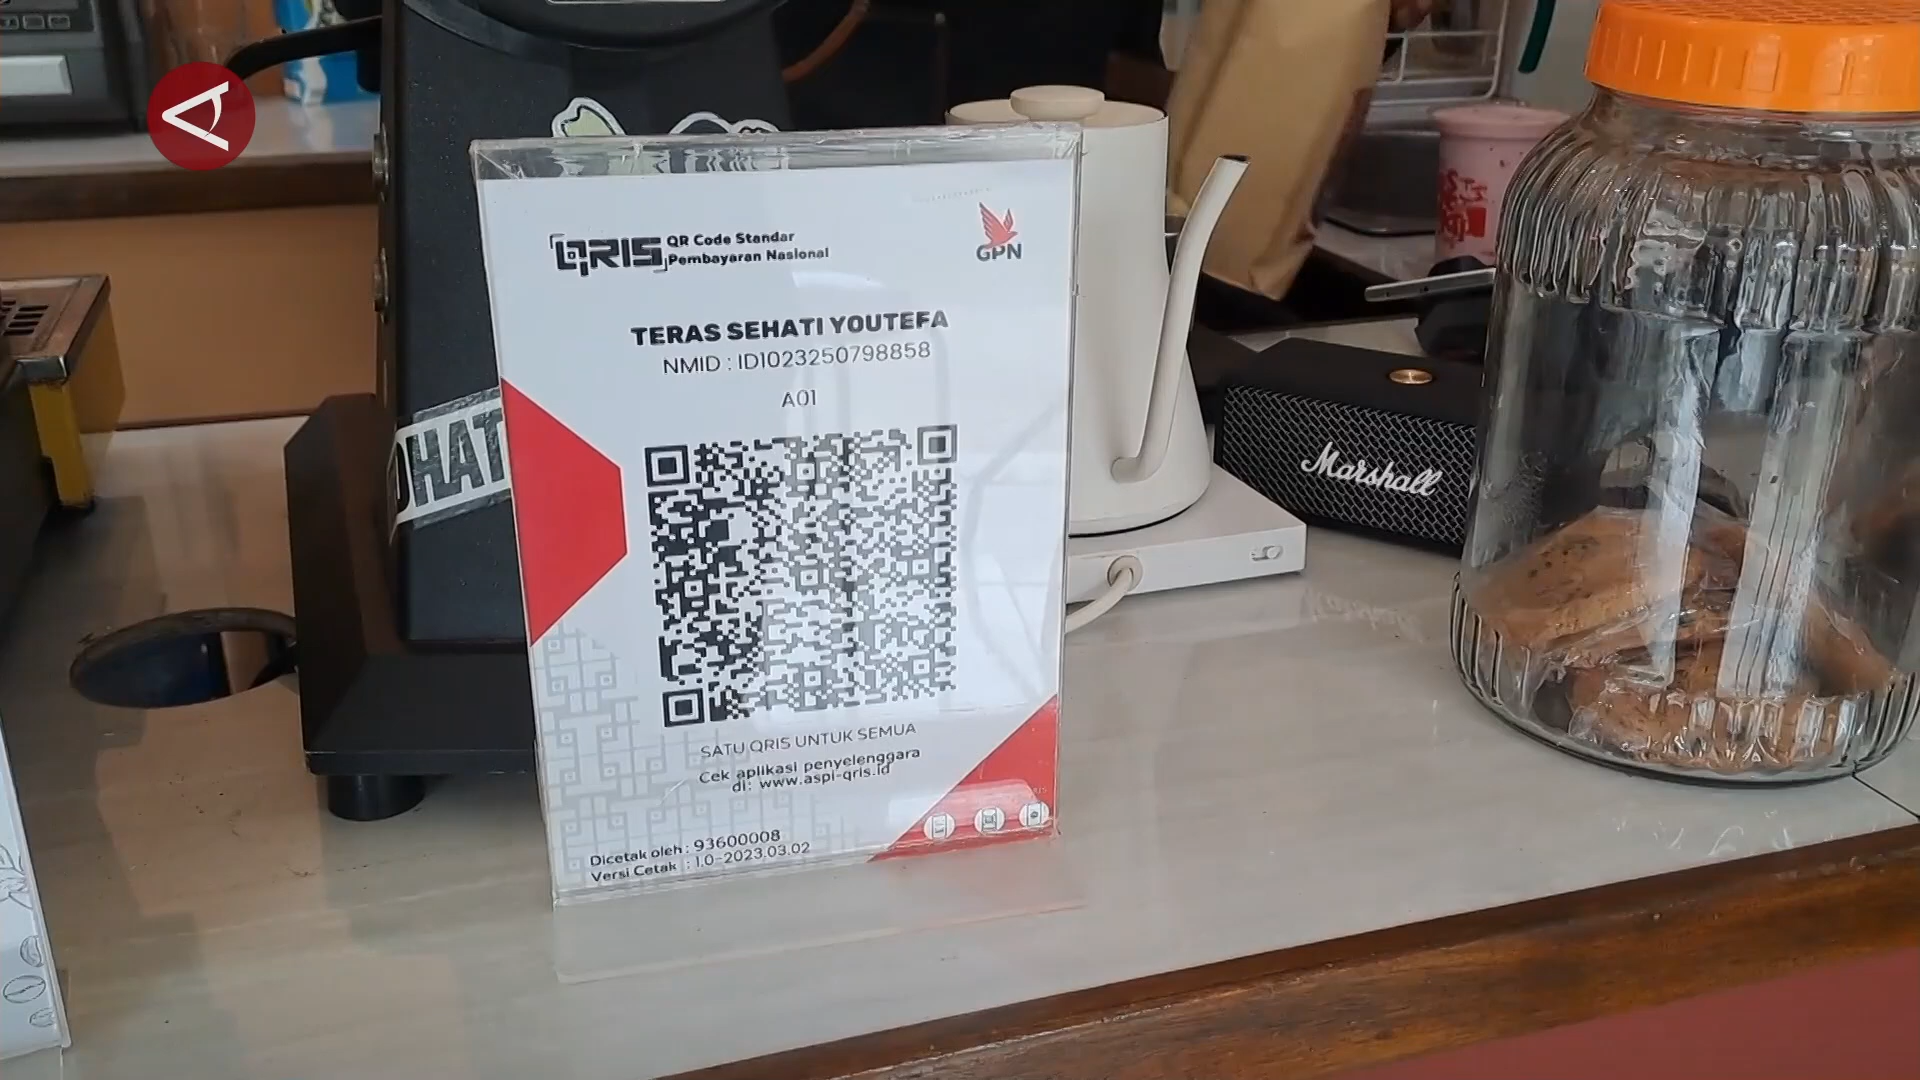 QRIS QR Code Standar
Pembayaran Nasional
GPN
TERAS SEHATI YOUTEFA
NMID : ID1023250798858
A01
SATU QRIS UNTUK SEMUA
Cek aplikasi penyelenggara
di: www.aspi-qris.id
Dicetak oleh : 93600008
Versi Cetak : 1.0-2023.03.02
Marshall